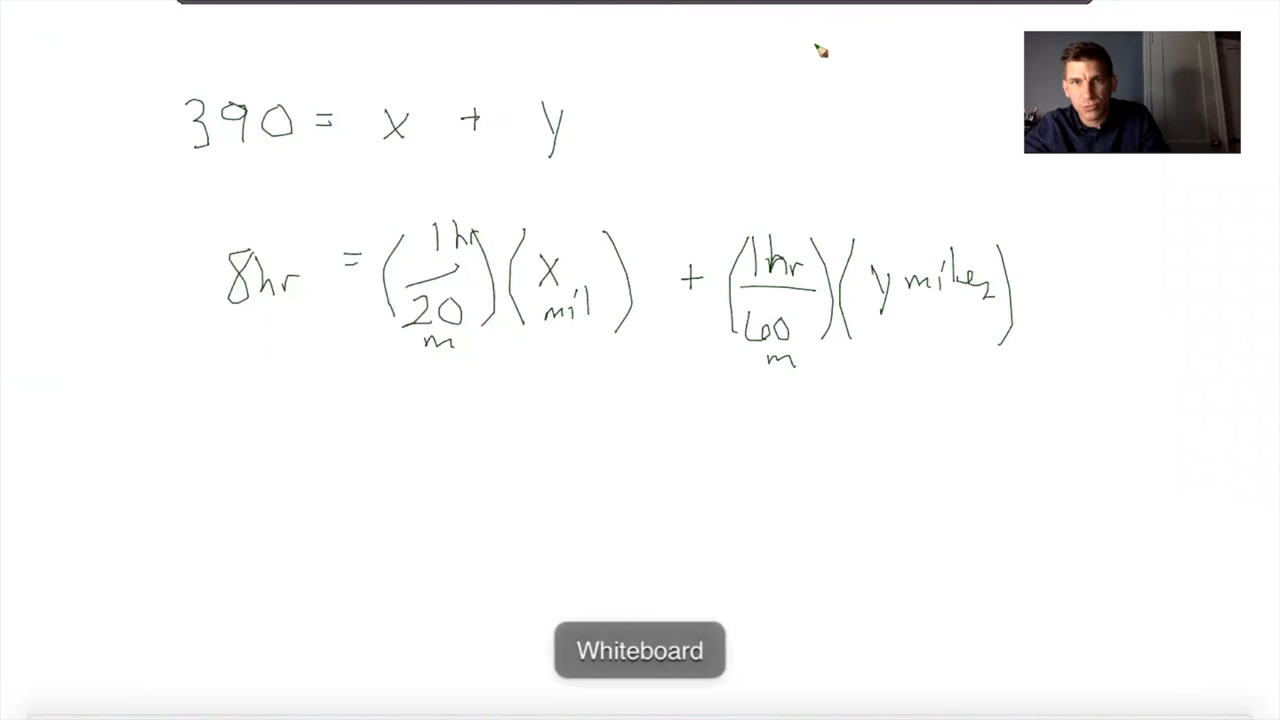 390 = x + y
8hr = (1hr/20 m)(x mil) + (1hr/60 m)(y miles)
Whiteboard